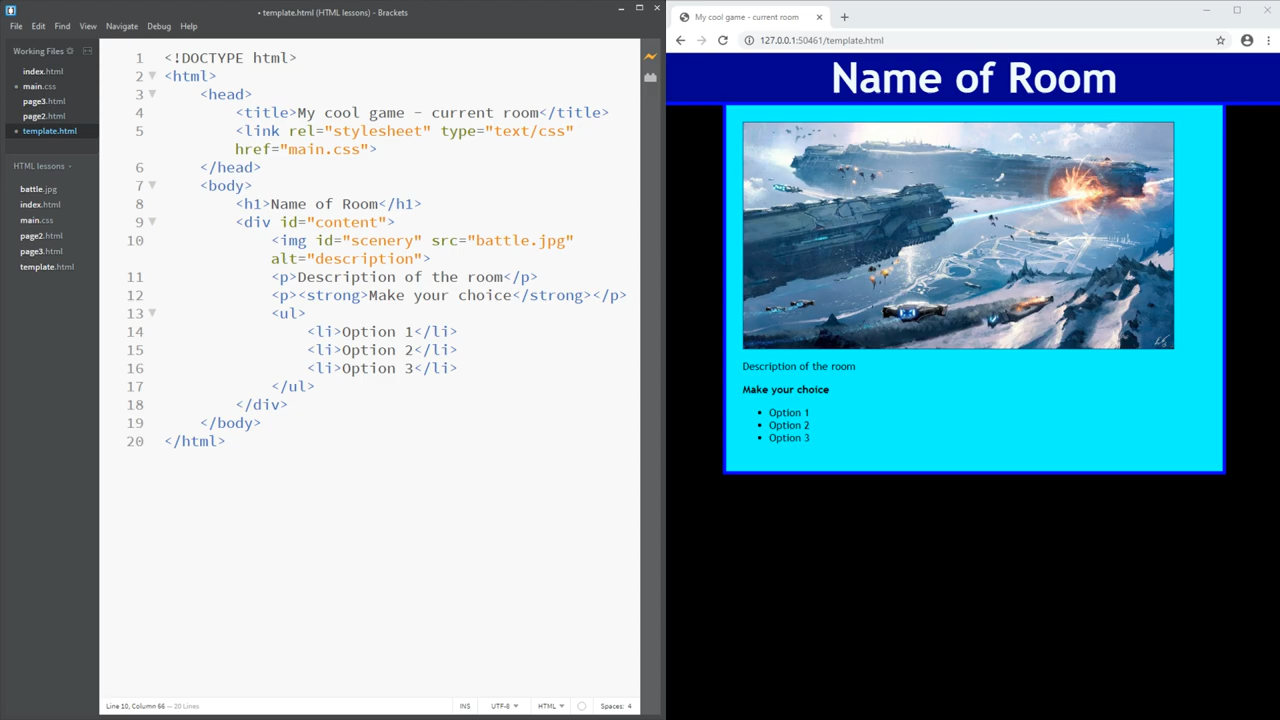 • template.html (HTML lessons) - Brackets
File Edit Find View Navigate Debug Help
Working Files
index.html
main.css
page3.html
page2.html
template.html
HTML lessons
battle.jpg
index.html
main.css
page2.html
page3.html
template.html
1 <!DOCTYPE html>
2 <html>
3 <head>
4 <title>My cool game - current room</title>
5 <link rel="stylesheet" type="text/css"
href="main.css">
6 </head>
7 <body>
8 <h1>Name of Room</h1>
9 <div id="content">
10 <img id="scenery" src="battle.jpg"
alt="description">
11 <p>Description of the room</p>
12 <p><strong>Make your choice</strong></p>
13 <ul>
14 <li>Option 1</li>
15 <li>Option 2</li>
16 <li>Option 3</li>
17 </ul>
18 </div>
19 </body>
20 </html>
Line 10, Column 66 — 20 Lines
INS UTF-8 HTML Spaces: 4
My cool game - current room
127.0.0.1:50461/template.html
Name of Room
Description of the room
Make your choice
• Option 1
• Option 2
• Option 3